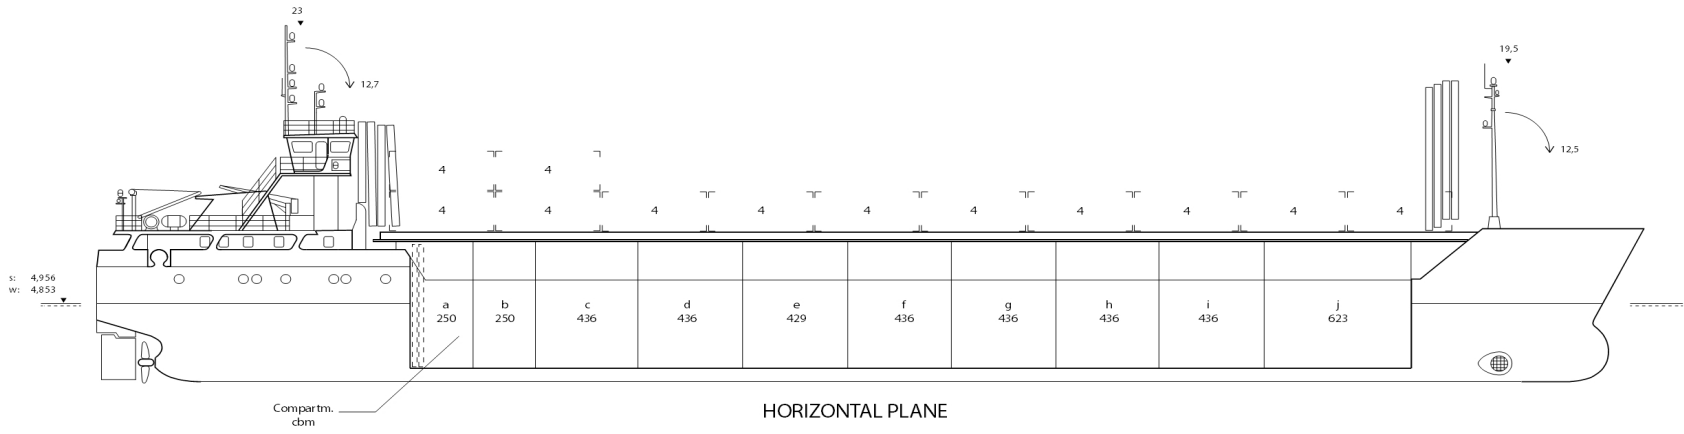 23
19,5
12,7
12,5
4 4
4 4 4 4 4 4 4 4 4 4
s: 4,956
w: 4,853
a b c d e f g h i j
250 250 436 436 429 436 436 436 436 623
Compartm.
cbm
HORIZONTAL PLANE